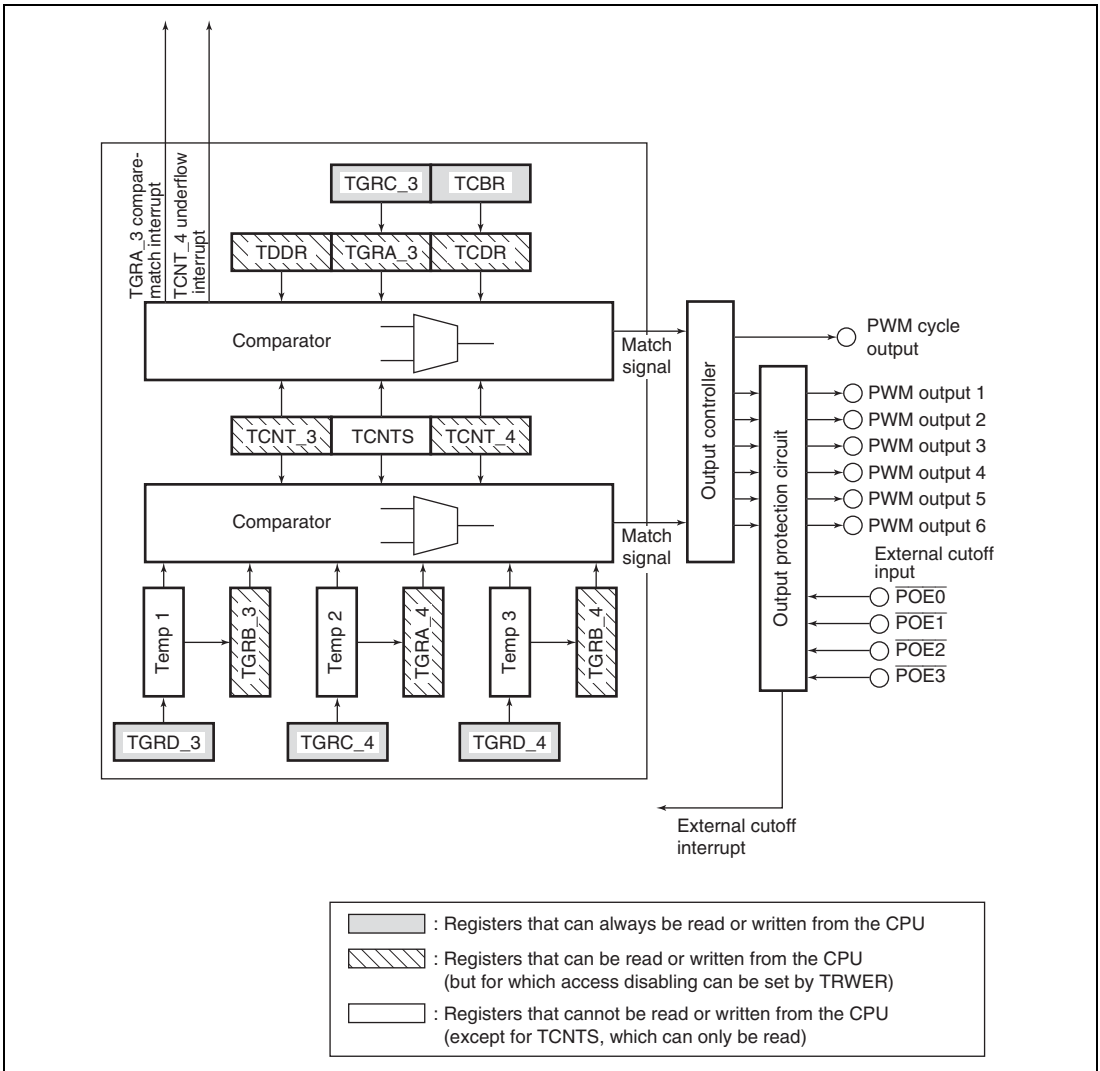 TGRA_3 compare-
match interrupt
TCNT_4 underflow
interrupt
TGRC_3
TCBR
TDDR
TGRA_3
TCDR
Comparator
Match
signal
TCNT_3
TCNTS
TCNT_4
Comparator
Match
signal
Temp 1
TGRB_3
Temp 2
TGRA_4
Temp 3
TGRB_4
TGRD_3
TGRC_4
TGRD_4
Output controller
Output protection circuit
PWM cycle
output
PWM output 1
PWM output 2
PWM output 3
PWM output 4
PWM output 5
PWM output 6
External cutoff
input
POE0
POE1
POE2
POE3
External cutoff
interrupt
: Registers that can always be read or written from the CPU
: Registers that can be read or written from the CPU
(but for which access disabling can be set by TRWER)
: Registers that cannot be read or written from the CPU
(except for TCNTS, which can only be read)